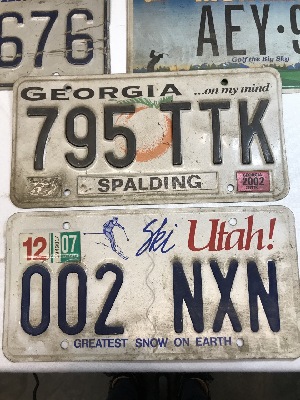 676
AEY·9
Golf the Big Sky
GEORGIA ...on my mind
795 TTK
SPALDING
2002
Ski Utah!
12 07
002 NXN
GREATEST SNOW ON EARTH